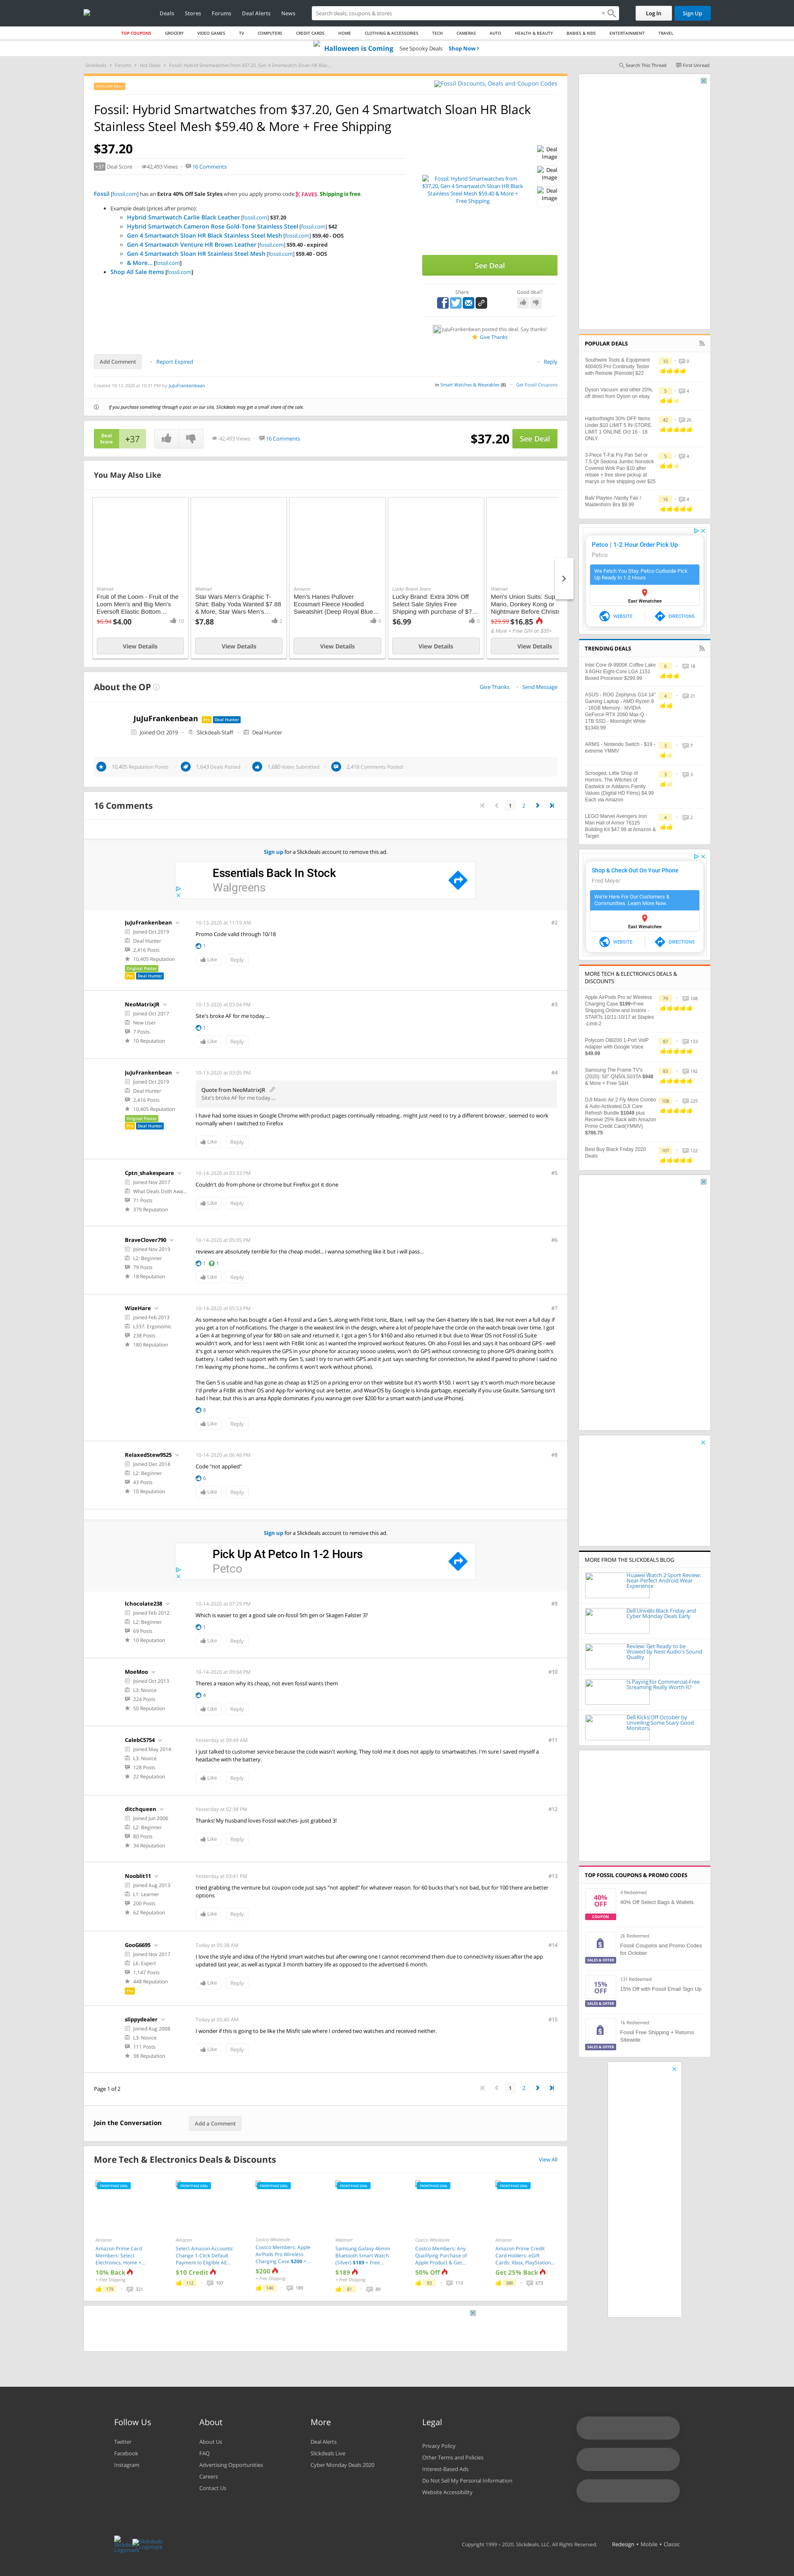 Deals Stores Forums Deal Alerts News
Search deals, coupons & stores
Log In Sign Up
TOP COUPONS GROCERY VIDEO GAMES TV COMPUTERS CREDIT CARDS HOME CLOTHING & ACCESSORIES TECH CAMERAS AUTO HEALTH & BEAUTY BABIES & KIDS ENTERTAINMENT TRAVEL
Halloween is Coming See Spooky Deals Shop Now ›
Slickdeals › Forums › Hot Deals › Fossil: Hybrid Smartwatches from $37.20, Gen 4 Smartwatch Sloan HR Blac...
Search This Thread First Unread
POPULAR DEAL
Fossil Discounts, Deals and Coupon Codes
Fossil: Hybrid Smartwatches from $37.20, Gen 4 Smartwatch Sloan HR Black
Stainless Steel Mesh $59.40 & More + Free Shipping
$37.20
+37 Deal Score 42,493 Views 16 Comments
Fossil [fossil.com] has an Extra 40% Off Sale Styles when you apply promo code FAVES. Shipping is free.
Example deals (prices after promo):
Hybrid Smartwatch Carlie Black Leather [fossil.com] $37.20
Hybrid Smartwatch Cameron Rose Gold-Tone Stainless Steel [fossil.com] $42
Gen 4 Smartwatch Sloan HR Black Stainless Steel Mesh [fossil.com] $59.40 - OOS
Gen 4 Smartwatch Venture HR Brown Leather [fossil.com] $59.40 - expired
Gen 4 Smartwatch Sloan HR Stainless Steel Mesh [fossil.com] $59.40 - OOS
& More... [fossil.com]
Shop All Sale Items [fossil.com]
Fossil: Hybrid Smartwatches from
$37.20, Gen 4 Smartwatch Sloan HR Black
Stainless Steel Mesh $59.40 & More +
Free Shipping
Deal
Image
Deal
Image
Deal
Image
See Deal
Share Good deal?
JuJuFrankenbean posted this deal. Say thanks!
Give Thanks
Add Comment Report Expired Reply
Created 10-12-2020 at 10:31 PM by JuJuFrankenbean
in Smart Watches & Wearables (8) Get Fossil Coupons
If you purchase something through a post on our site, Slickdeals may get a small share of the sale.
Deal
Score +37 42,493 Views 16 Comments $37.20 See Deal
You May Also Like
Walmart
Fruit of the Loom - Fruit of the
Loom Men's and Big Men's
Eversoft Elastic Bottom...
$6.94 $4.00 10
View Details
Walmart
Star Wars Men's Graphic T-
Shirt: Baby Yoda Wanted $7.88
& More, Star Wars Men's...
$7.88 2
View Details
Amazon
Men's Hanes Pullover
Ecosmart Fleece Hooded
Sweatshirt (Deep Royal Blue...
0
View Details
Lucky Brand Jeans
Lucky Brand: Extra 30% Off
Select Sale Styles Free
Shipping with purchase of $7...
$6.99 0
View Details
Walmart
Men's Union Suits: Sup
Mario, Donkey Kong or
Nightmare Before Christ
$29.99 $16.85
& More + Free S/H on $35+
View Details
About the OP Give Thanks Send Message
JuJuFrankenbean Pro Deal Hunter
Joined Oct 2019 Slickdeals Staff Deal Hunter
10,405 Reputation Points 1,643 Deals Posted 1,680 Votes Submitted 2,416 Comments Posted
16 Comments 1 2
Sign up for a Slickdeals account to remove this ad.
Essentials Back In Stock
Walgreens
JuJuFrankenbean 10-13-2020 at 11:19 AM #2
Joined Oct 2019
Deal Hunter
2,416 Posts
10,405 Reputation
Original Poster
Pro Deal Hunter
Promo Code valid through 10/18
1
Like Reply
NeoMatrixJR 10-13-2020 at 03:04 PM #3
Joined Oct 2017
New User
7 Posts
10 Reputation
Site's broke AF for me today....
1
Like Reply
JuJuFrankenbean 10-13-2020 at 03:05 PM #4
Joined Oct 2019
Deal Hunter
2,416 Posts
10,405 Reputation
Original Poster
Pro Deal Hunter
Quote from NeoMatrixJR
Site's broke AF for me today....
I have had some issues in Google Chrome with product pages continually reloading.. might just need to try a different browser:. seemed to work
normally when I switched to Firefox
Like Reply
Cptn_shakespeare 10-14-2020 at 03:33 PM #5
Joined Nov 2017
What Deals Doth Awa...
71 Posts
379 Reputation
Couldn't do from phone or chrome but Firefox got it done
Like Reply
BraveClover790 10-14-2020 at 05:05 PM #6
Joined Nov 2019
L2: Beginner
79 Posts
18 Reputation
reviews are absolutely terrible for the cheap model... i wanna something like it but i will pass...
1 1
Like Reply
WizeHare 10-14-2020 at 05:53 PM #7
Joined Feb 2013
L337: Ergonomic
238 Posts
180 Reputation
As someone who has bought a Gen 4 Fossil and a Gen 5, along with Fitbit Ionic, Blaze, I will say the Gen 4 battery life is bad, like not even a full day if
you get a ton of notifications. The charger is the weakest link in the design, where a lot of people have the circle on the watch burn over time. I got
a Gen 4 at beginning of year for $80 on sale and returned it. I got a gen 5 for $160 and also returned it but due to Wear OS not Fossil (G Suite
wouldn't work, and for less I went with FitBit Ionic as I wanted more workout oriented, and FitBit OS is much easier/works, has onboard GPS - well
it's got a sensor which requires the GPS in your phone for accuracy soooo useless, won't do GPS without connection to phone being GPS drains both
battery. I called tech support with my Gen 5, said I try to run with GPS and it just says searching for connection, he asked if paired to phone I said no
I'm leaving my phone home... he confirms it won't work without phone).
The Gen 5 is usable and has gone as cheap as $125 on a pricing error on their website but it's worth $150. I won't say it's worth much more because
I'd prefer a FitBit as their OS and App for working out are better, and WearOS by Google is kinda garbage, especially if you use Gsuite. Samsung isn't
bad I hear, but this is an area Apple dominates if you wanna get over $200 for a smart watch (and use iPhone).
8
Like Reply
RelaxedStew9525 10-14-2020 at 06:48 PM #8
Joined Dec 2016
L2: Beginner
43 Posts
10 Reputation
Code "not applied"
6
Like Reply
Sign up for a Slickdeals account to remove this ad.
Pick Up At Petco In 1-2 Hours
Petco
lchocolate238 10-14-2020 at 07:29 PM #9
Joined Feb 2012
L2: Beginner
69 Posts
10 Reputation
Which is easier to get a good sale on-fossil 5th gen or Skagen Falster 3?
1
Like Reply
MoeMoo 10-14-2020 at 09:04 PM #10
Joined Oct 2013
L3: Novice
224 Posts
50 Reputation
Theres a reason why its cheap, not even fossil wants them
4
Like Reply
CalebC5754 Yesterday at 09:49 AM #11
Joined May 2014
L3: Novice
128 Posts
22 Reputation
I just talked to customer service because the code wasn't working. They told me it does not apply to smartwatches. I'm sure I saved myself a
headache with the battery.
Like Reply
ditchqueen Yesterday at 02:38 PM #12
Joined Jun 2006
L2: Beginner
80 Posts
34 Reputation
Thanks! My husband loves Fossil watches- just grabbed 3!
Like Reply
Nooblit11 Yesterday at 03:41 PM #13
Joined Aug 2013
L1: Learner
200 Posts
62 Reputation
tried grabbing the venture but coupon code just says "not applied" for whatever reason. for 60 bucks that's not bad, but for 100 there are better
options
Like Reply
GooG6695 Today at 05:38 AM #14
Joined Nov 2017
L6: Expert
1,147 Posts
448 Reputation
Pro
I love the style and idea of the Hybrid smart watches but after owning one I cannot recommend them due to connectivity issues after the app
updated last year, as well as typical 3 month battery life as opposed to the advertised 6 month.
Like Reply
slippydealer Today at 05:40 AM #15
Joined Aug 2008
L3: Novice
111 Posts
38 Reputation
I wonder if this is going to be like the Misfit sale where I ordered two watches and received neither.
Like Reply
Page 1 of 2 1 2
Join the Conversation Add a Comment
More Tech & Electronics Deals & Discounts View All
FRONTPAGE DEAL
Amazon
Amazon Prime Card
Members: Select
Electronics, Home +...
10% Back
+ Free Shipping
179 321
FRONTPAGE DEAL
Amazon
Select Amazon Accounts:
Change 1-Click Default
Payment to Eligible AE...
$10 Credit
112 107
FRONTPAGE DEAL
Costco Wholesale
Costco Members: Apple
AirPods Pro Wireless
Charging Case $200 +...
$200
+ Free Shipping
140 189
FRONTPAGE DEAL
Walmart
Samsung Galaxy 46mm
Bluetooth Smart Watch
(Silver) $189 + Free...
$189
+ Free Shipping
81 89
FRONTPAGE DEAL
Costco Wholesale
Costco Members: Any
Qualifying Purchase of
Apple Product & Get...
50% Off
93 113
FRONTPAGE DEAL
Amazon
Amazon Prime Credit
Card Holders: eGift
Cards: Xbox, PlayStation...
Get 25% Back
386 673
POPULAR DEALS
Southwire Tools & Equipment
40040S Pro Continuity Tester
with Remote [Remote] $22
10 0
Dyson Vacuum and other 20%,
off direct from Dyson on ebay
5 4
Harborfreight 30% OFF Items
Under $10 LIMIT 5 IN-STORE,
LIMIT 1 ONLINE Oct 16 - 18
ONLY.
42 26
3-Piece T-Fal Fry Pan Set or
7.5-Qt Sedona Jumbo Nonstick
Covered Wok Pan $10 after
rebate + free store pickup at
macys or free shipping over $25
5 4
Bali/ Playtex /Vanity Fair /
Maidenform Bra $9.99
16 4
Petco | 1-2 Hour Order Pick Up
Petco
We Fetch You Stay. Petco Curbside Pick
Up Ready In 1-2 Hours
East Wenatchee
WEBSITE DIRECTIONS
TRENDING DEALS
Intel Core i9-9900K Coffee Lake
3.6GHz Eight-Core LGA 1151
Boxed Processor $299.99
6 18
ASUS - ROG Zephyrus G14 14"
Gaming Laptop - AMD Ryzen 9
- 16GB Memory - NVIDIA
GeForce RTX 2060 Max-Q -
1TB SSD - Moonlight White
$1349.99
4 21
ARMS - Nintendo Switch - $19 -
extreme YMMV
3 7
Scrooged, Little Shop of
Horrors, The Witches of
Eastwick or Addams Family
Values (Digital HD Films) $4.99
Each via Amazon
3 3
LEGO Marvel Avengers Iron
Man Hall of Armor 76125
Building Kit $47.99 at Amazon &
Target
4 2
Shop & Check Out On Your Phone
Fred Meyer
We're Here For Our Customers &
Communities. Learn More Now.
East Wenatchee
WEBSITE DIRECTIONS
MORE TECH & ELECTRONICS DEALS &
DISCOUNTS
Apple AirPods Pro w/ Wireless
Charging Case $199+Free
Shipping Online and Instore -
STARTs 10/11-10/17 at Staples
-Limit-2
79 108
Polycom OBi200 1-Port VoIP
Adapter with Google Voice
$49.99
87 133
Samsung The Frame TV's
(2020): 50" QN50LS03TA $948
& More + Free S&H
83 192
DJI Mavic Air 2 Fly More Combo
& Auto-Activated DJI Care
Refresh Bundle $1049 plus
Receive 25% Back with Amazon
Prime Credit Card(YMMV)
$786.75
108 225
Best Buy Black Friday 2020
Deals
107 122
MORE FROM THE SLICKDEALS BLOG
Huawei Watch 2 Sport Review:
Near-Perfect Android Wear
Experience
Dell Unveils Black Friday and
Cyber Monday Deals Early
Review: Get Ready to be
Wowed by Nest Audio's Sound
Quality
Is Paying for Commercial-Free
Streaming Really Worth It?
Dell Kicks Off October by
Unveiling Some Scary Good
Monitors
TOP FOSSIL COUPONS & PROMO CODES
40%
OFF
COUPON
4 Redeemed
40% Off Select Bags & Wallets
SALES & OFFER
2k Redeemed
Fossil Coupons and Promo Codes
for October
15%
OFF
SALES & OFFER
131 Redeemed
15% Off with Fossil Email Sign Up
SALES & OFFER
1k Redeemed
Fossil Free Shipping + Returns
Sitewide
Follow Us
Twitter
Facebook
Instagram
About
About Us
FAQ
Advertising Opportunities
Careers
Contact Us
More
Deal Alerts
Slickdeals Live
Cyber Monday Deals 2020
Legal
Privacy Policy
Other Terms and Policies
Interest-Based Ads
Do Not Sell My Personal Information
Website Accessibility
Copyright 1999 – 2020. Slickdeals, LLC. All Rights Reserved. Redesign • Mobile • Classic